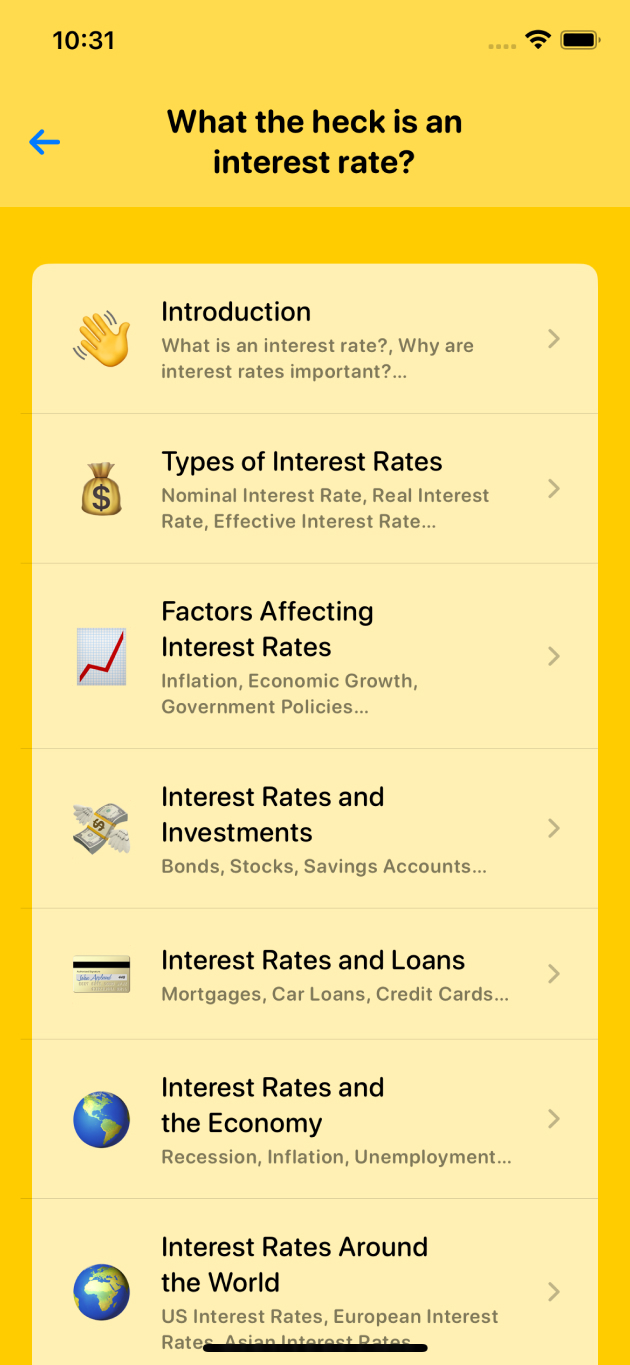 10:31
What the heck is an
interest rate?
Introduction
What is an interest rate?, Why are
interest rates important?...
Types of Interest Rates
Nominal Interest Rate, Real Interest
Rate, Effective Interest Rate...
Factors Affecting
Interest Rates
Inflation, Economic Growth,
Government Policies...
Interest Rates and
Investments
Bonds, Stocks, Savings Accounts...
Interest Rates and Loans
Mortgages, Car Loans, Credit Cards...
Interest Rates and
the Economy
Recession, Inflation, Unemployment...
Interest Rates Around
the World
US Interest Rates, European Interest
Rates, Asian Interest Rates